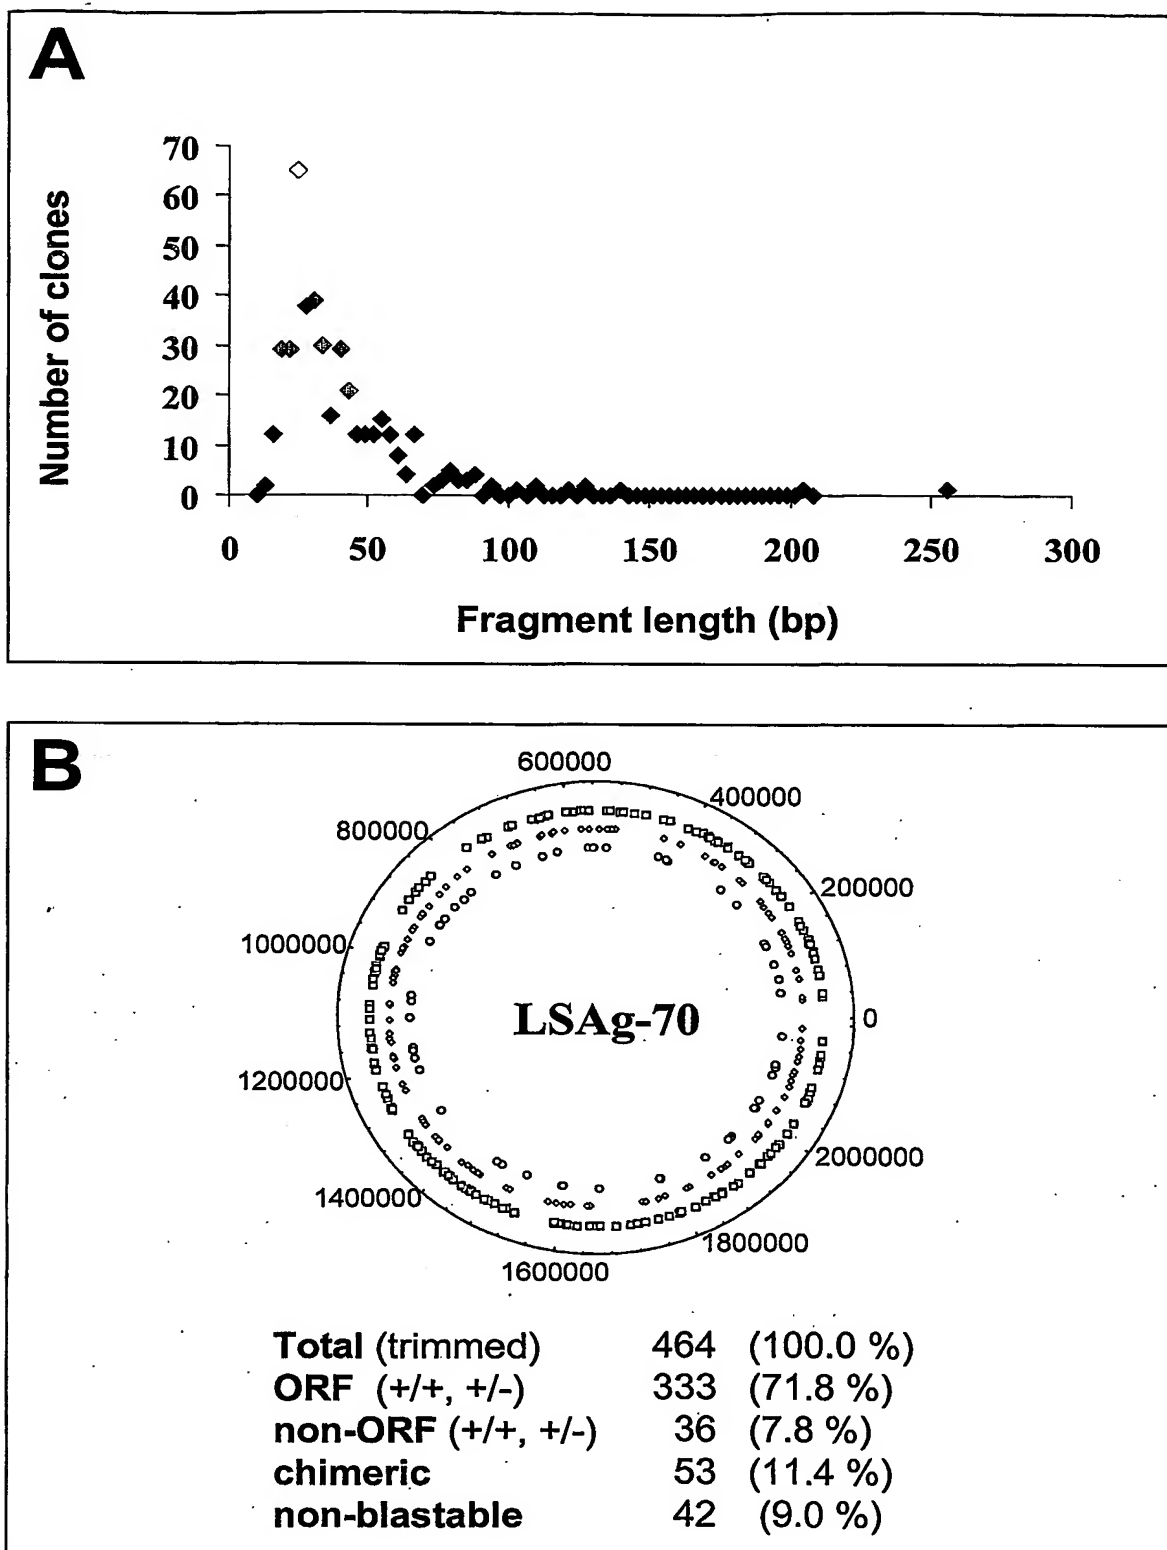 A
Number of clones
70
60
50
40
30
20
10
0
0 50 100 150 200 250 300
Fragment length (bp)
B
600000
400000
800000
200000
1000000
LSAg-70
0
1200000
2000000
1400000
1800000
1600000
Total (trimmed) 464 (100.0 %)
ORF (+/+, +/-) 333 (71.8 %)
non-ORF (+/+, +/-) 36 (7.8 %)
chimeric 53 (11.4 %)
non-blastable 42 (9.0 %)